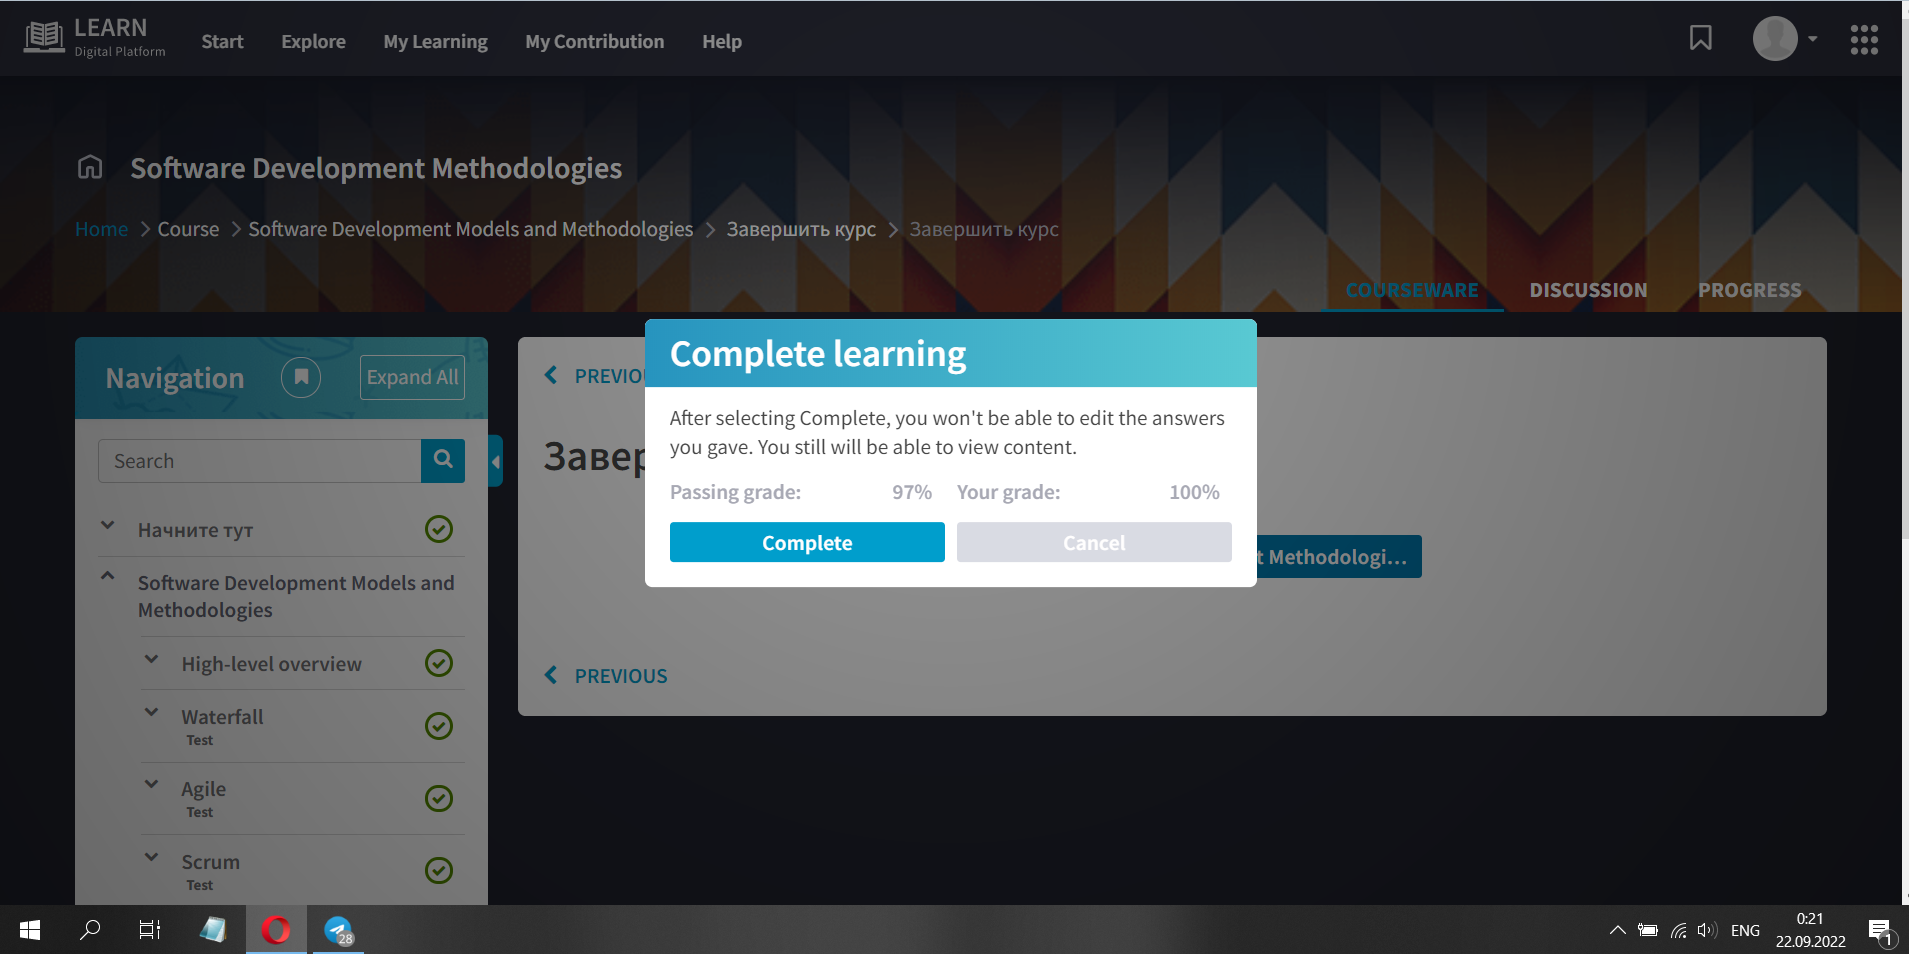 LEARN
Digital Platform
Start
Explore
My Learning
My Contribution
Help
Software Development Methodologies
Home
Course
Software Development Models and Methodologies
Завершить курс
Завершить курс
COURSEWARE
DISCUSSION
PROGRESS
Navigation
Expand All
Search
Начните тут
Software Development Models and
Methodologies
High-level overview
Waterfall
Test
Agile
Test
Scrum
Test
PREVIOU
Завер
Complete learning
After selecting Complete, you won't be able to edit the answers
you gave. You still will be able to view content.
Passing grade: 97% Your grade: 100%
Complete
Cancel
t Methodologi...
PREVIOUS
28
ENG
0:21
22.09.2022
1